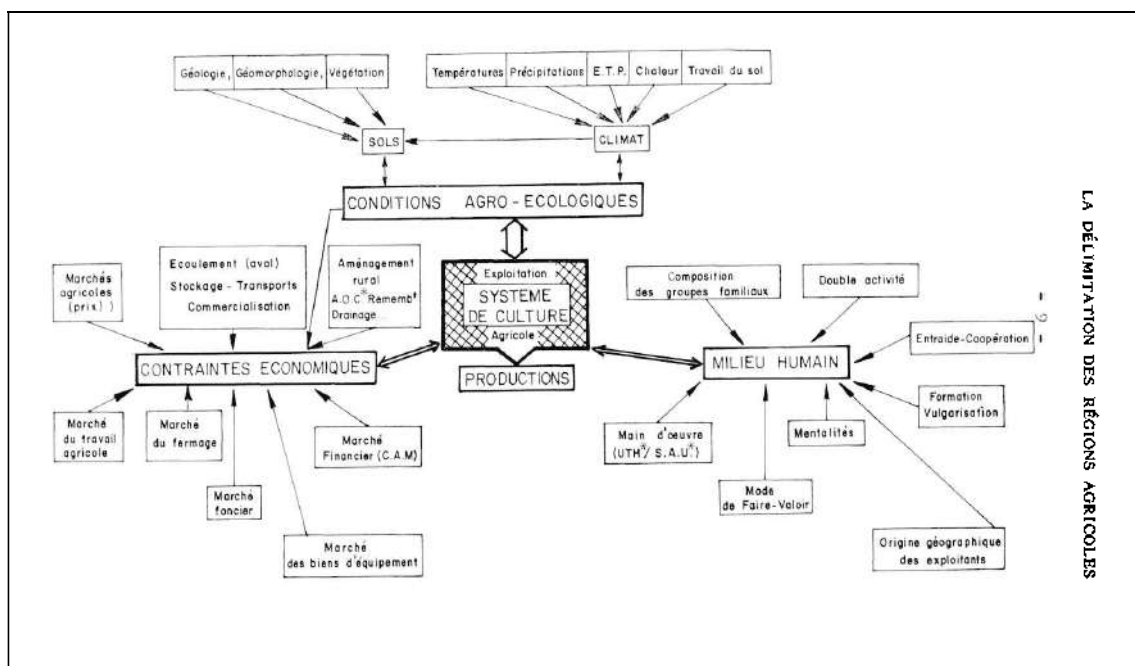 Géologie, Géomorphologie, Végétation
Températures Précipitations E.T.P. Chaleur Travail du sol
SOLS
CLIMAT
CONDITIONS AGRO-ECOLOGIQUES
Marchés
agricoles
(prix) )
Ecoulement (aval)
Stockage - Transports
Commercialisation
Aménagement
rural
A.O.C* Rememb.t
Drainage...
Exploitation
SYSTEME
DE CULTURE
Agricole
PRODUCTIONS
Composition
des groupes familiaux
Double activité
Entraide-Coopération
CONTRAINTES ECONOMIQUES
MILIEU HUMAIN
Marché
du travail
agricole
Marché
du fermage
Marché
foncier
Marché
des biens d'équipement
Marché
Financier (C.A.M)
Main d'oeuvre
(UTH*/ S.A.U*)
Mode
de Faire-Valoir
Mentalités
Formation
Vulgarisation
Origine géographique
des exploitants
LA DÉLIMITATION DES RÉGIONS AGRICOLES